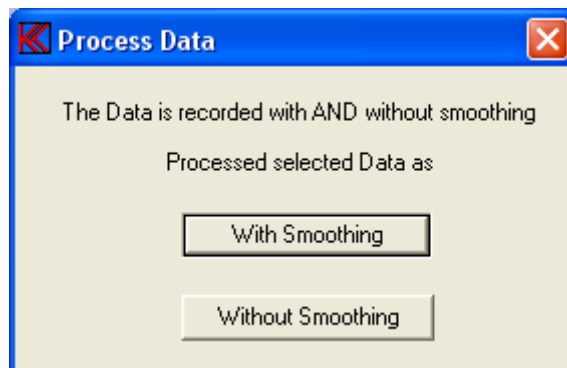 Process Data
The Data is recorded with AND without smoothing
Processed selected Data as
With Smoothing
Without Smoothing